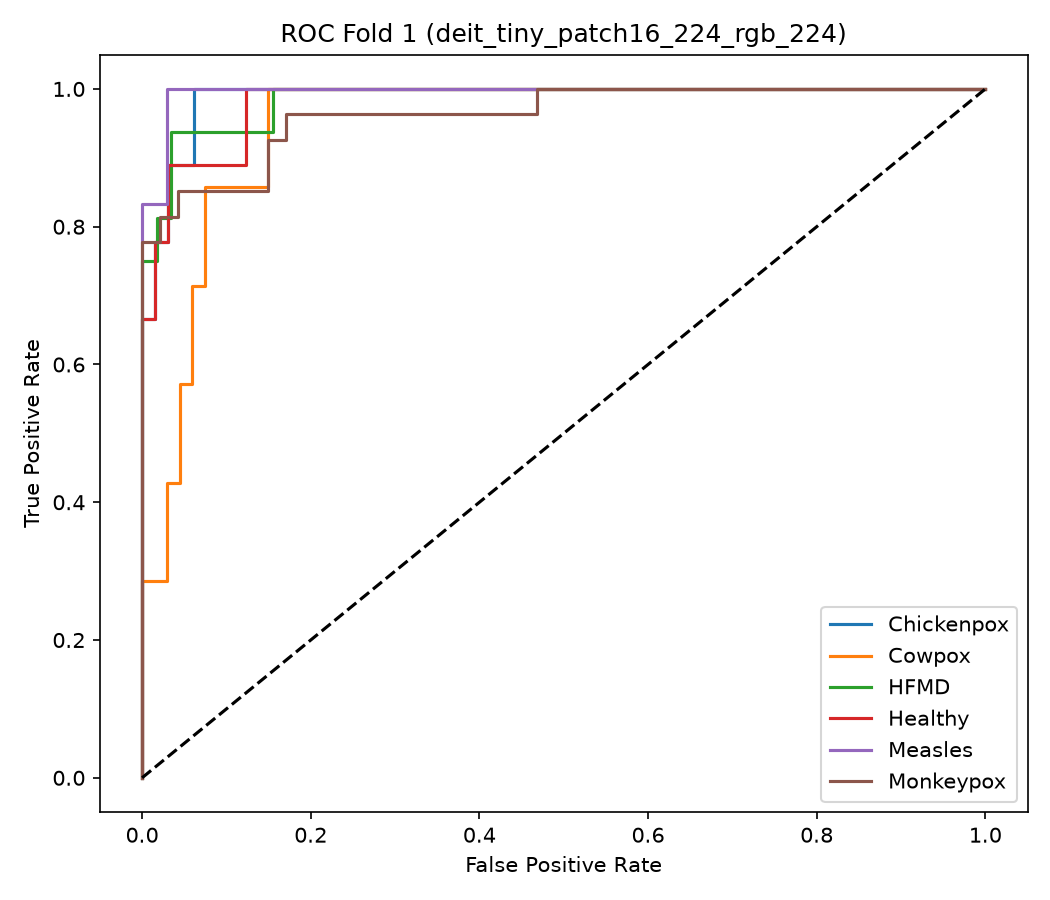 ROC Fold 1 (deit_tiny_patch16_224_rgb_224)
True Positive Rate
1.0
0.8
0.6
0.4
0.2
0.0
0.0 0.2 0.4 0.6 0.8 1.0
False Positive Rate
Chickenpox
Cowpox
HFMD
Healthy
Measles
Monkeypox